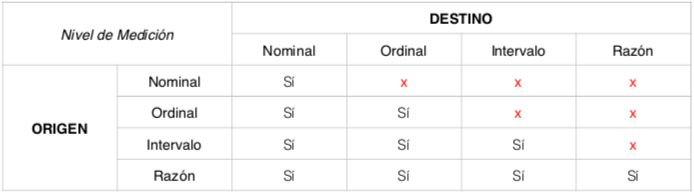 Nivel de Medición
DESTINO
Nominal Ordinal Intervalo Razón
ORIGEN
Nominal Sí x x x
Ordinal Sí Sí x x
Intervalo Sí Sí Sí x
Razón Sí Sí Sí Sí